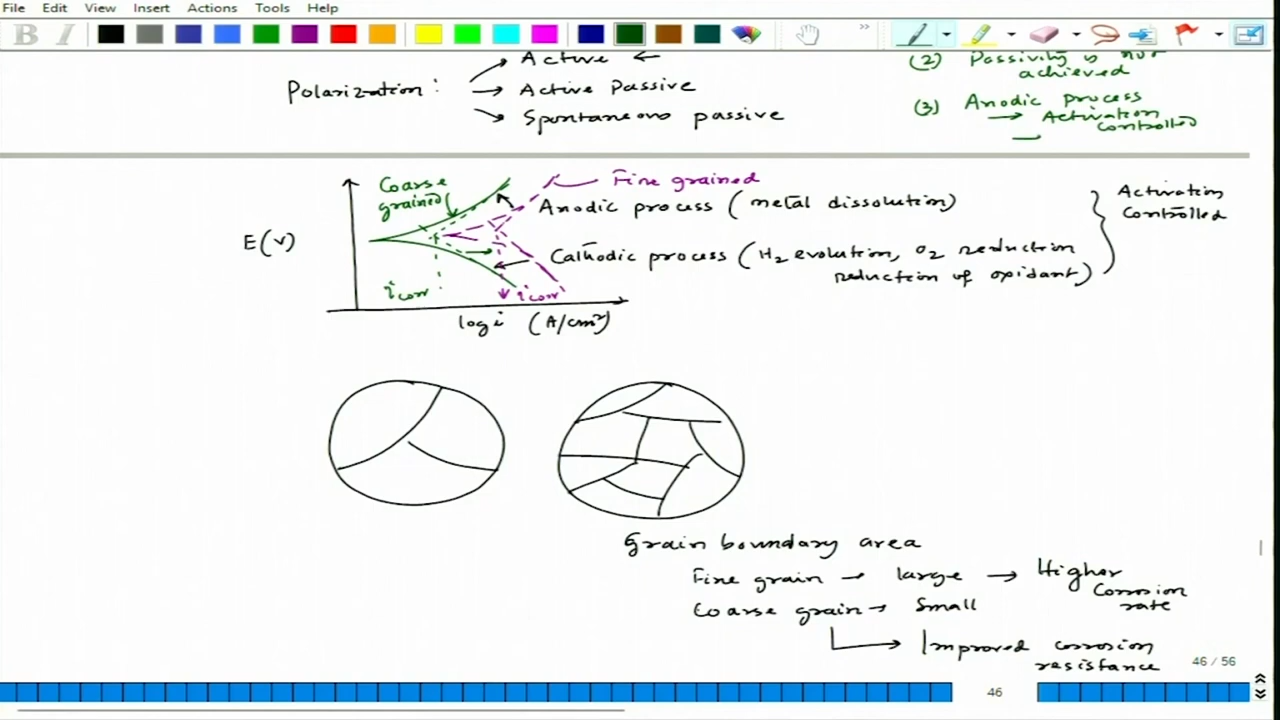 File Edit View Insert Actions Tools Help
B I
Polarization : Active ←
→ Active Passive
Spontaneous passive
(2) Passivity is not
achieved
(3) Anodic process
→ Activation
controlled
Coarse
grained
Fine grained
Anodic process (metal dissolution)
Activation
Controlled
E(V)
Cathodic process (H₂ evolution, O₂ reduction
reduction of oxidant)
icorr icorr
log i (A/cm²)
Grain boundary area
Fine grain → large → Higher
Corrosion
rate
Coarse grain → Small
→ Improved corrosion
resistance
46 / 56
46